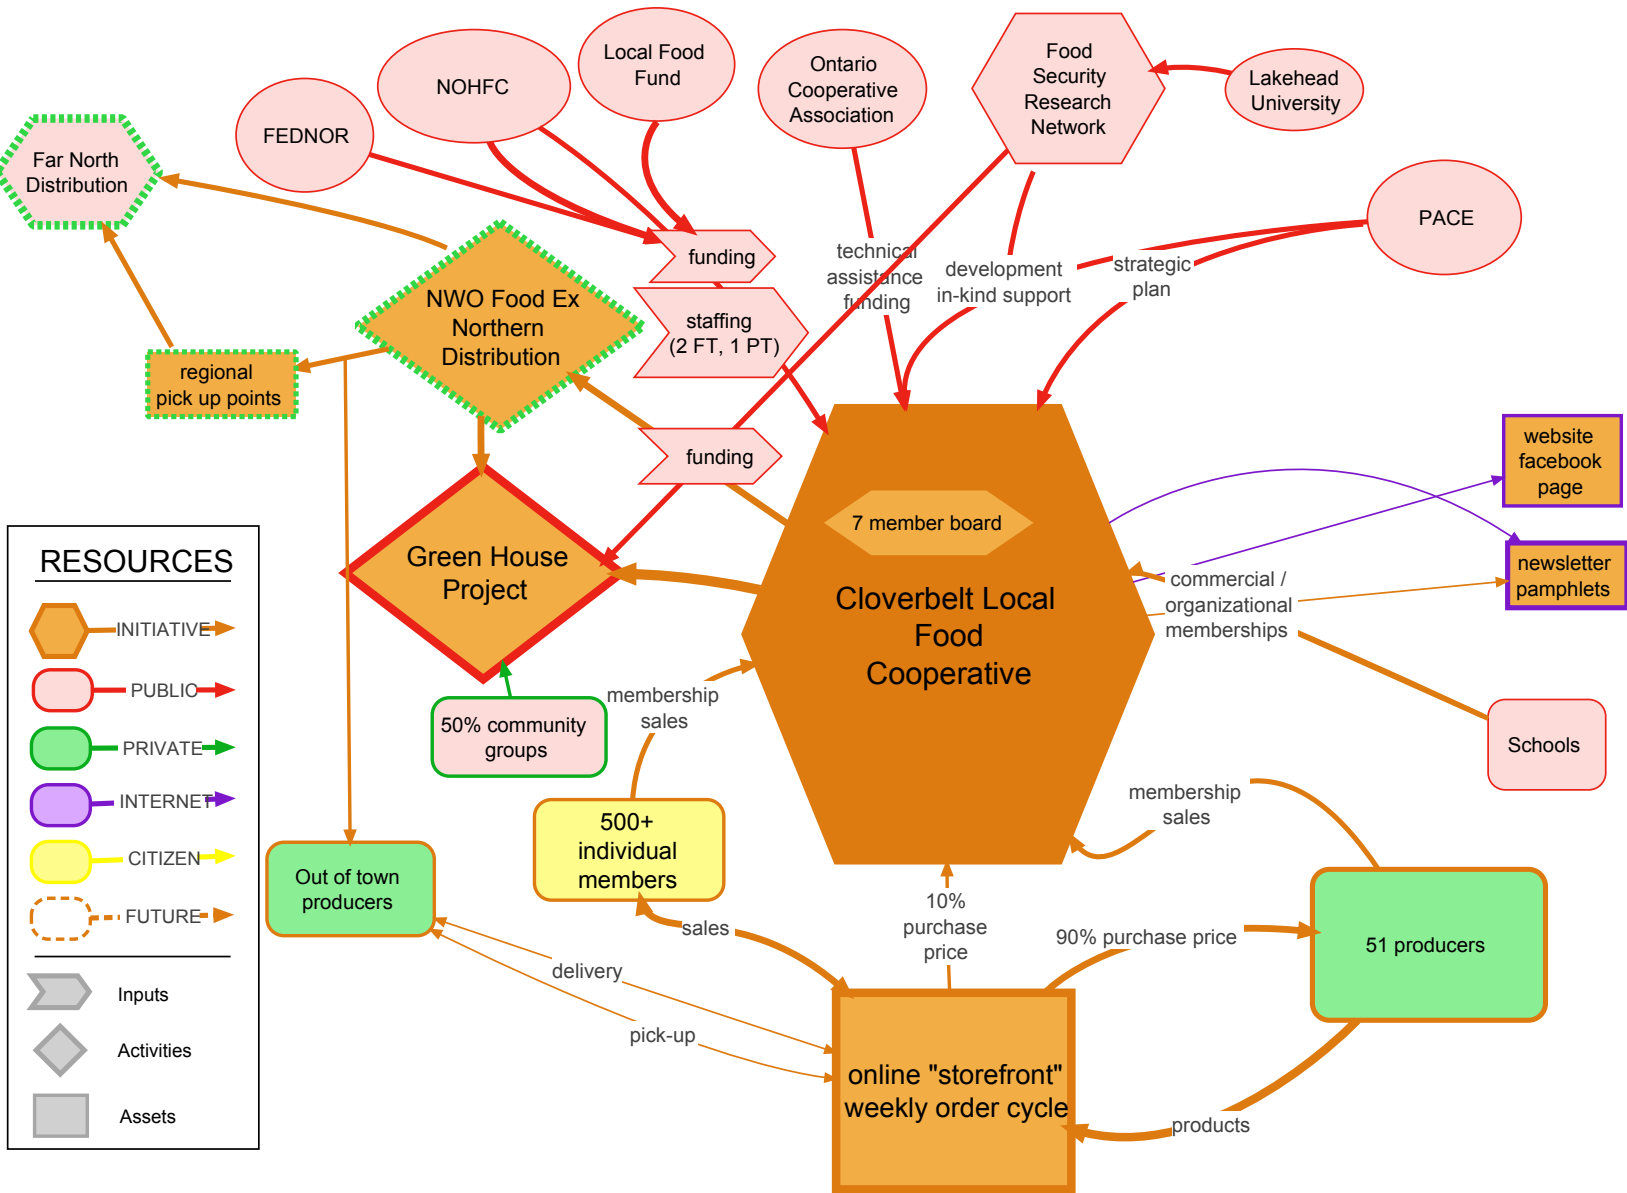 Local Food
Fund
NOHFC
FEDNOR
Ontario
Cooperative
Association
Food
Security
Research
Network
Lakehead
University
Far North
Distribution
PACE
funding
technical
assistance
funding
development
in-kind support
strategic
plan
NWO Food Ex
Northern
Distribution
staffing
(2 FT, 1 PT)
regional
pick up points
funding
website
facebook
page
7 member board
Green House
Project
Cloverbelt Local
Food
Cooperative
commercial /
organizational
memberships
newsletter
pamphlets
RESOURCES
INITIATIVE
PUBLIC
PRIVATE
INTERNET
CITIZEN
FUTURE
Inputs
Activities
Assets
50% community
groups
membership
sales
Schools
500+
individual
members
membership
sales
Out of town
producers
sales
10%
purchase
price
90% purchase price
51 producers
delivery
pick-up
online "storefront"
weekly order cycle
products